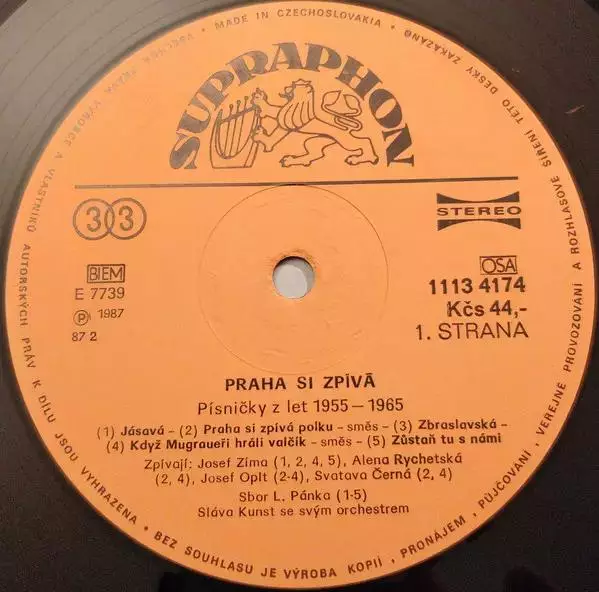 • MADE IN CZECHOSLOVAKIA • VŠECHNA PRÁVA VÝROBCE A VLASTNÍKŮ AUTORSKÝCH PRÁV K DÍLU JSOU VYHRAZENA • BEZ SOUHLASU JE VÝROBA KOPIÍ, PRONÁJEM, PŮJČOVÁNÍ, VEREJNÉ PROVOZOVÁNÍ A ROZHLASOVÉ ŠÍŘENÍ TÉTO DESKY ZAKÁZÁNO
SUPRAPHON
33
STEREO
BIEM
OSA
E 7739
1113 4174
℗ 1987
Kčs 44,-
87 2
1. STRANA
PRAHA SI ZPÍVÁ
Písničky z let 1955 – 1965
(1) Jásavá – (2) Praha si zpívá polku – směs – (3) Zbraslavská –
(4) Když Mugraueři hráli valčík – směs – (5) Zůstaň tu s námi
Zpívají: Josef Zíma (1, 2, 4, 5), Alena Rychetská
(2, 4), Josef Oplt (2-4), Svatava Černá (2, 4)
Sbor L. Pánka (1-5)
Sláva Kunst se svým orchestrem